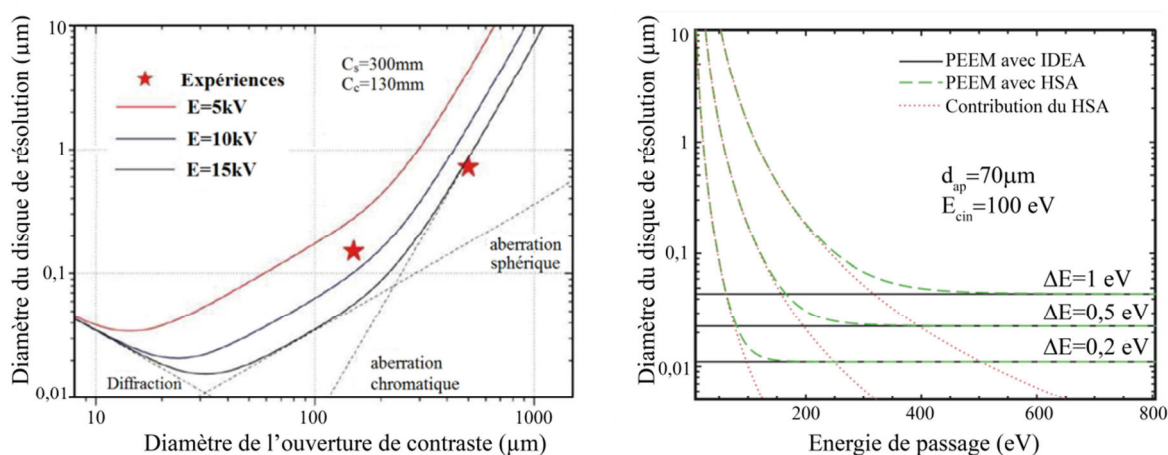 Diamètre du disque de résolution (µm)
10
1
0,1
0,01
Expériences
E=5kV
E=10kV
E=15kV
Cs=300mm
Cc=130mm
aberration
sphérique
aberration
chromatique
Diffraction
10
100
1000
Diamètre de l’ouverture de contraste (µm)
Diamètre du disque de résolution (µm)
10
1
0,1
0,01
PEEM avec IDEA
PEEM avec HSA
Contribution du HSA
dap=70µm
Ecin=100 eV
ΔE=1 eV
ΔE=0,5 eV
ΔE=0,2 eV
200
400
600
800
Energie de passage (eV)